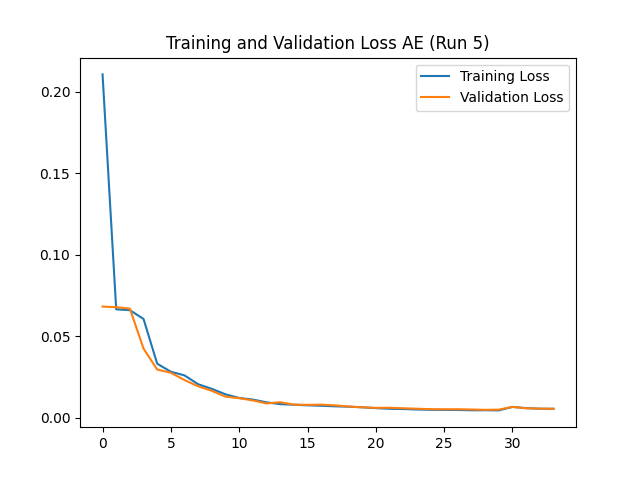 Training and Validation Loss AE (Run 5)
Training Loss
Validation Loss
0.20
0.15
0.10
0.05
0.00
0 5 10 15 20 25 30